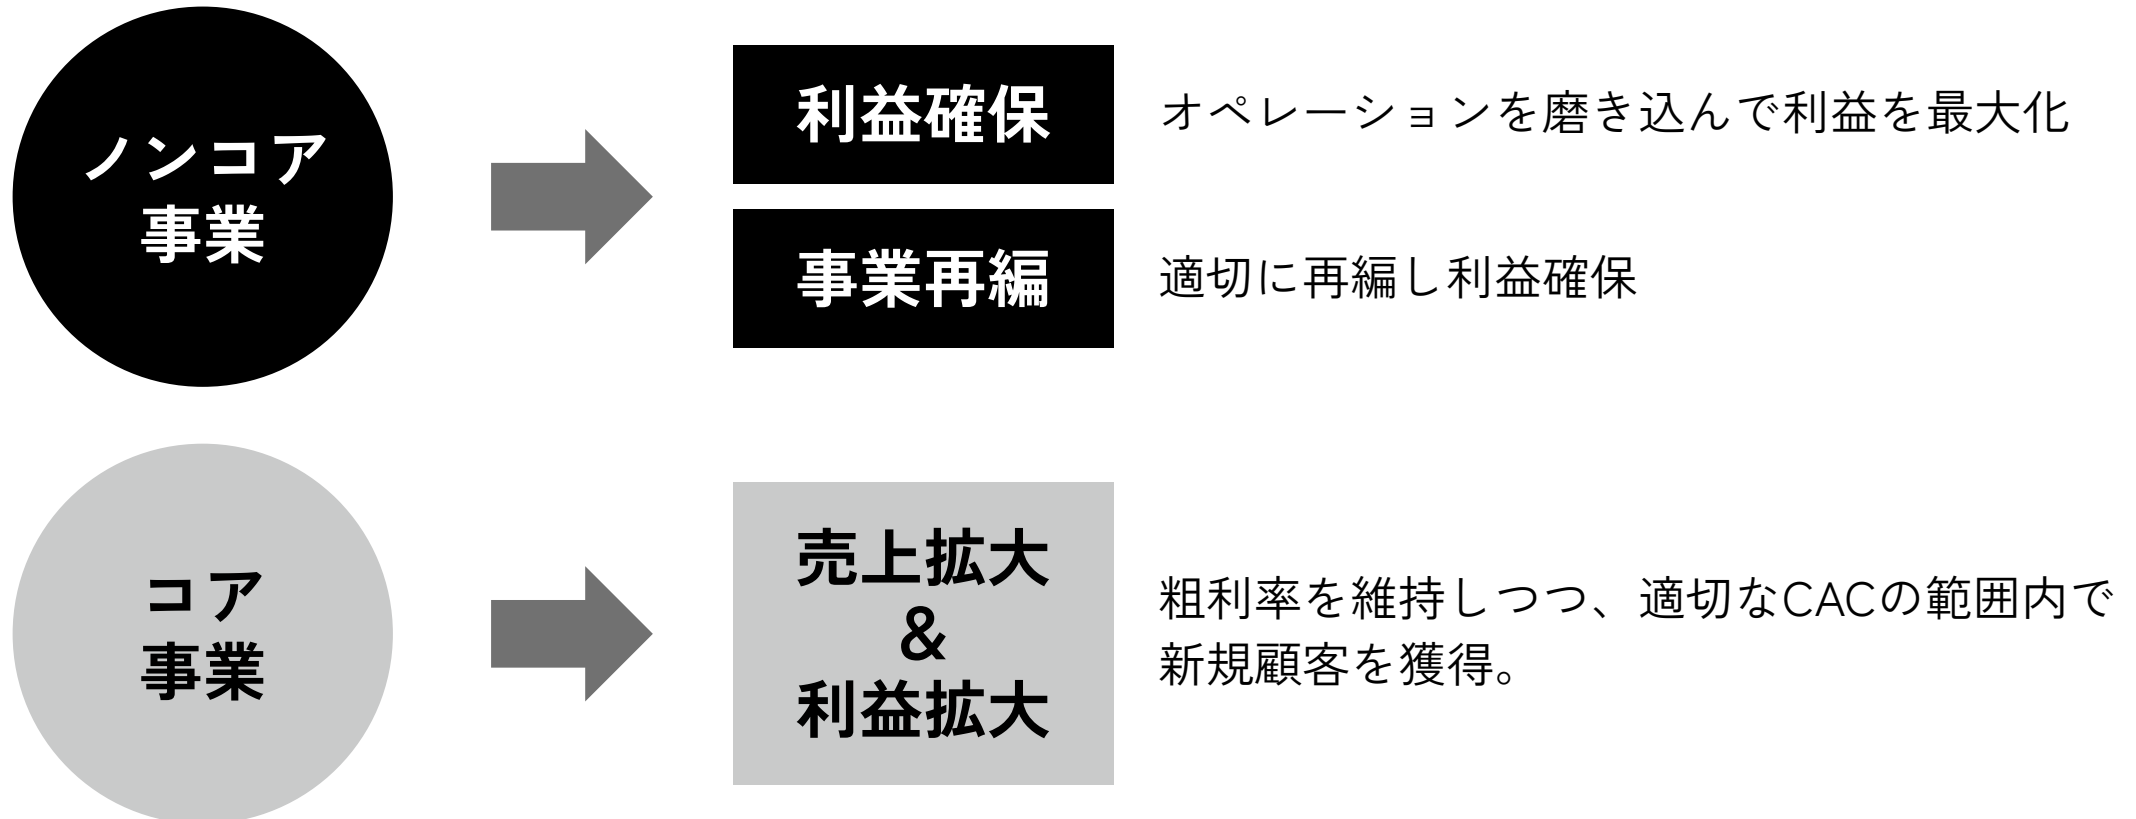 ノンコア
事業
利益確保
オペレーションを磨き込んで利益を最大化
事業再編
適切に再編し利益確保
コア
事業
売上拡大
&
利益拡大
粗利率を維持しつつ、適切なCACの範囲内で
新規顧客を獲得。